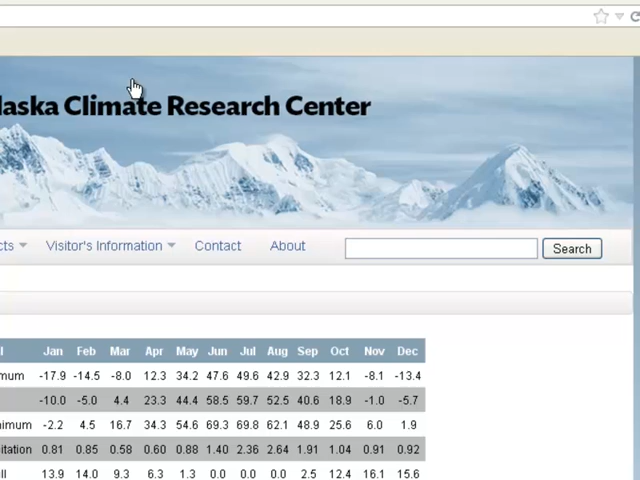 laska Climate Research Center
cts Visitor's Information Contact About Search
l Jan Feb Mar Apr May Jun Jul Aug Sep Oct Nov Dec
mum -17.9 -14.5 -8.0 12.3 34.2 47.6 49.6 42.9 32.3 12.1 -8.1 -13.4
-10.0 -5.0 4.4 23.3 44.4 58.5 59.7 52.5 40.6 18.9 -1.0 -5.7
nimum -2.2 4.5 16.7 34.3 54.6 69.3 69.8 62.1 48.9 25.6 6.0 1.9
itation 0.81 0.85 0.58 0.60 0.88 1.40 2.36 2.64 1.91 1.04 0.91 0.92
ll 13.9 14.0 9.3 6.3 1.3 0.0 0.0 0.0 2.5 12.4 16.1 15.6